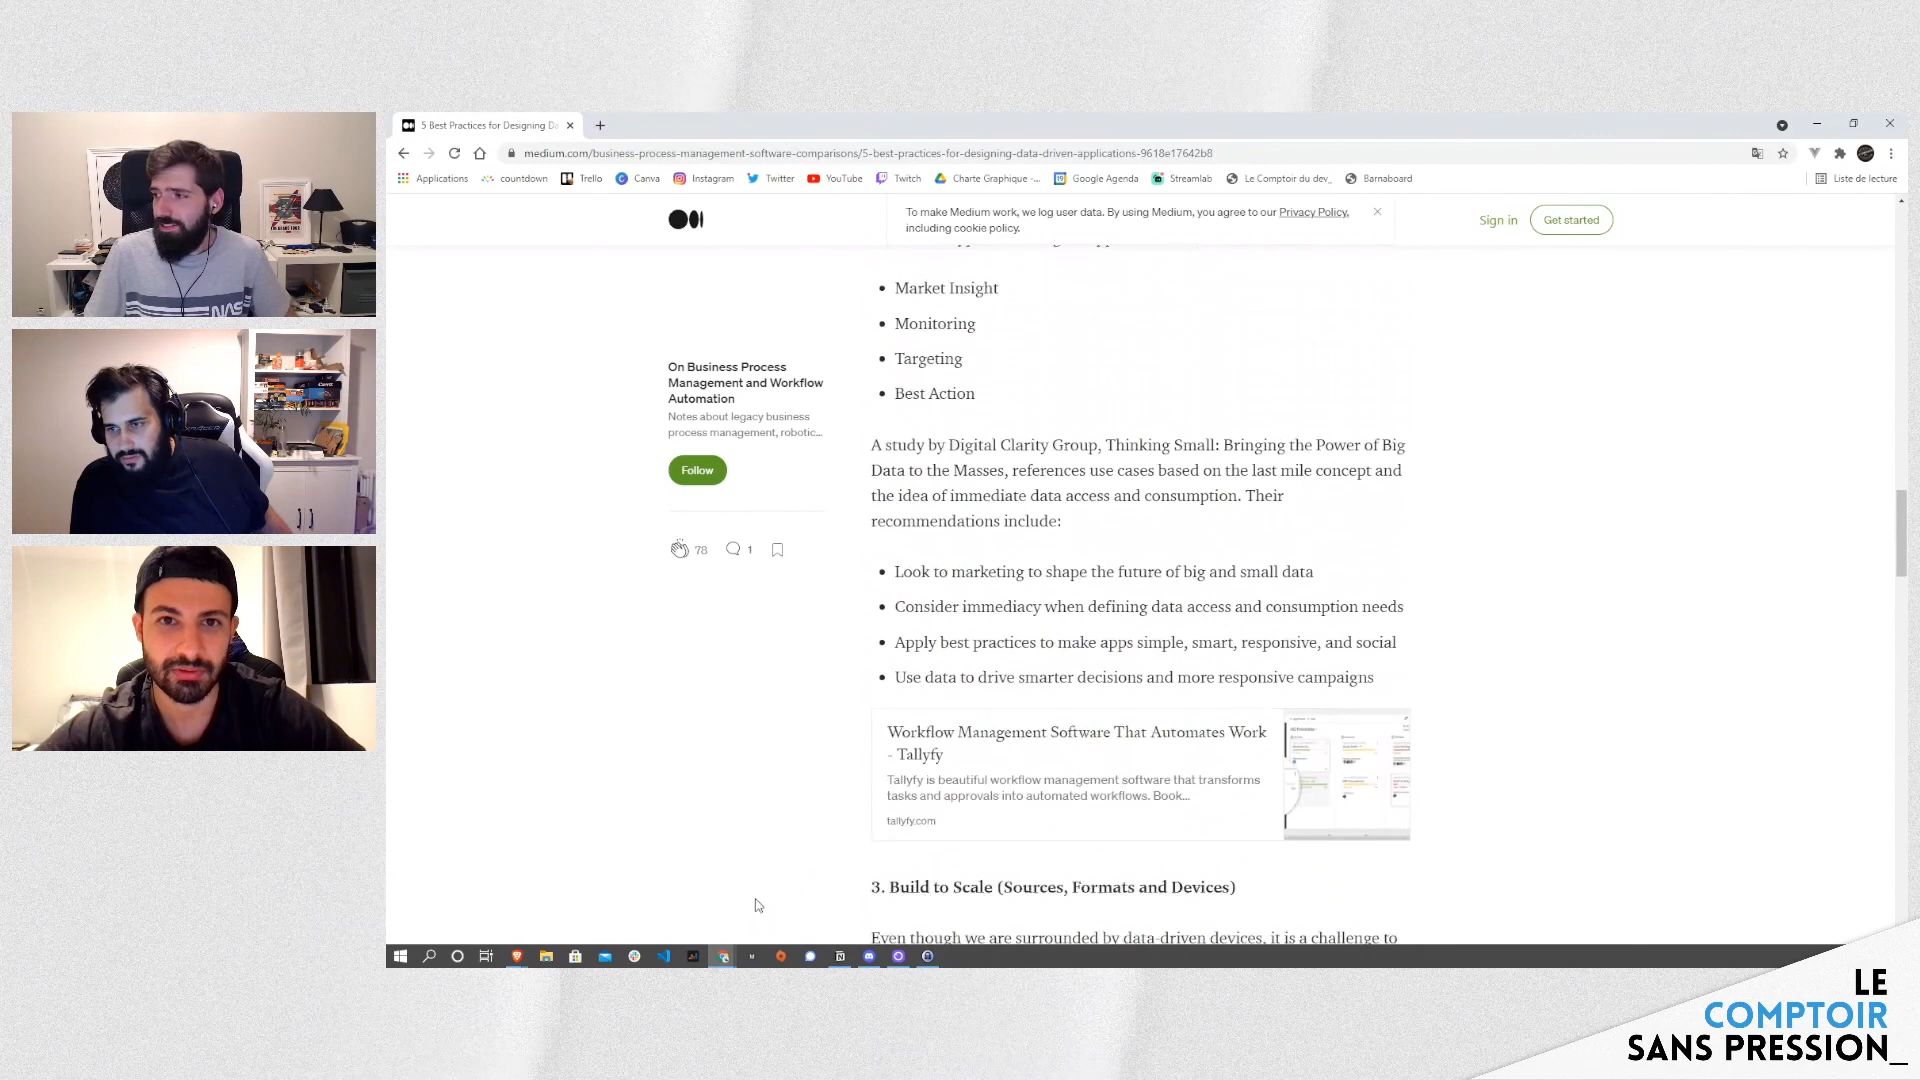 5 Best Practices for Designing Da
medium.com/business-process-management-software-comparisons/5-best-practices-for-designing-data-driven-applications-9618e17642b8
Applications
countdown
Trello
Canva
Instagram
Twitter
YouTube
Twitch
Charte Graphique -...
Google Agenda
Streamlab
Le Comptoir du dev_
Barnaboard
Liste de lecture
To make Medium work, we log user data. By using Medium, you agree to our Privacy Policy,
including cookie policy.
Sign in
Get started
Market Insight
Monitoring
Targeting
Best Action
On Business Process
Management and Workflow
Automation
Notes about legacy business
process management, robotic...
Follow
78
1
A study by Digital Clarity Group, Thinking Small: Bringing the Power of Big
Data to the Masses, references use cases based on the last mile concept and
the idea of immediate data access and consumption. Their
recommendations include:
Look to marketing to shape the future of big and small data
Consider immediacy when defining data access and consumption needs
Apply best practices to make apps simple, smart, responsive, and social
Use data to drive smarter decisions and more responsive campaigns
Workflow Management Software That Automates Work
- Tallyfy
Tallyfy is beautiful workflow management software that transforms
tasks and approvals into automated workflows. Book...
tallyfy.com
3. Build to Scale (Sources, Formats and Devices)
Even though we are surrounded by data-driven devices, it is a challenge to
LE
COMPTOIR
SANS PRESSION_